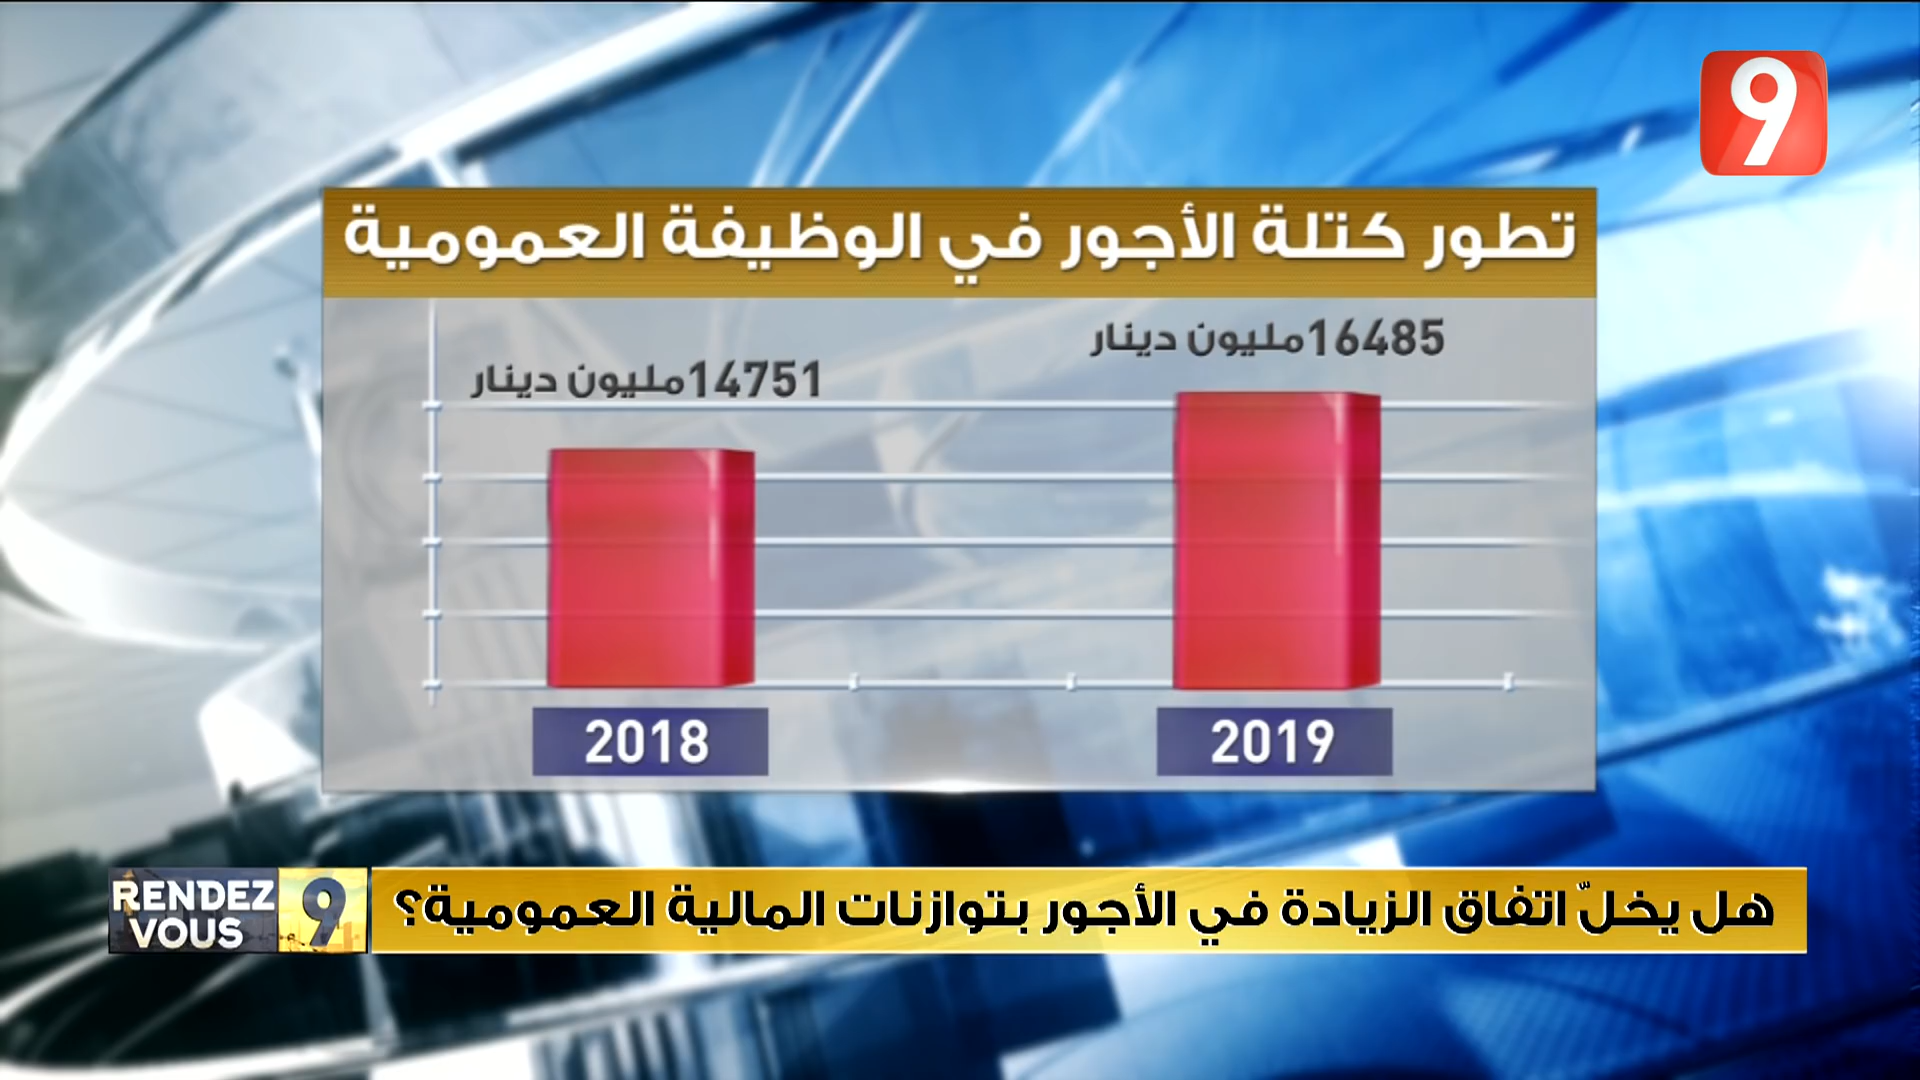 9
تطور كتلة الأجور في الوظيفة العمومية
16485مليون دينار
14751مليون دينار
2018
2019
RENDEZ
VOUS
9
هل يخلّ اتفاق الزيادة في الأجور بتوازنات المالية العمومية؟